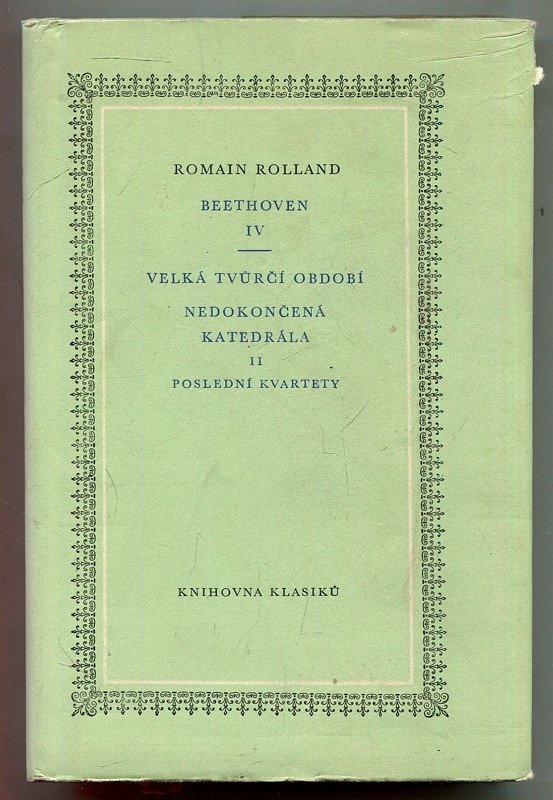 ROMAIN ROLLAND
BEETHOVEN
IV
VELKÁ TVŮRČÍ OBDOBÍ
NEDOKONČENÁ
KATEDRÁLA
II
POSLEDNÍ KVARTETY
KNIHOVNA KLASIKŮ